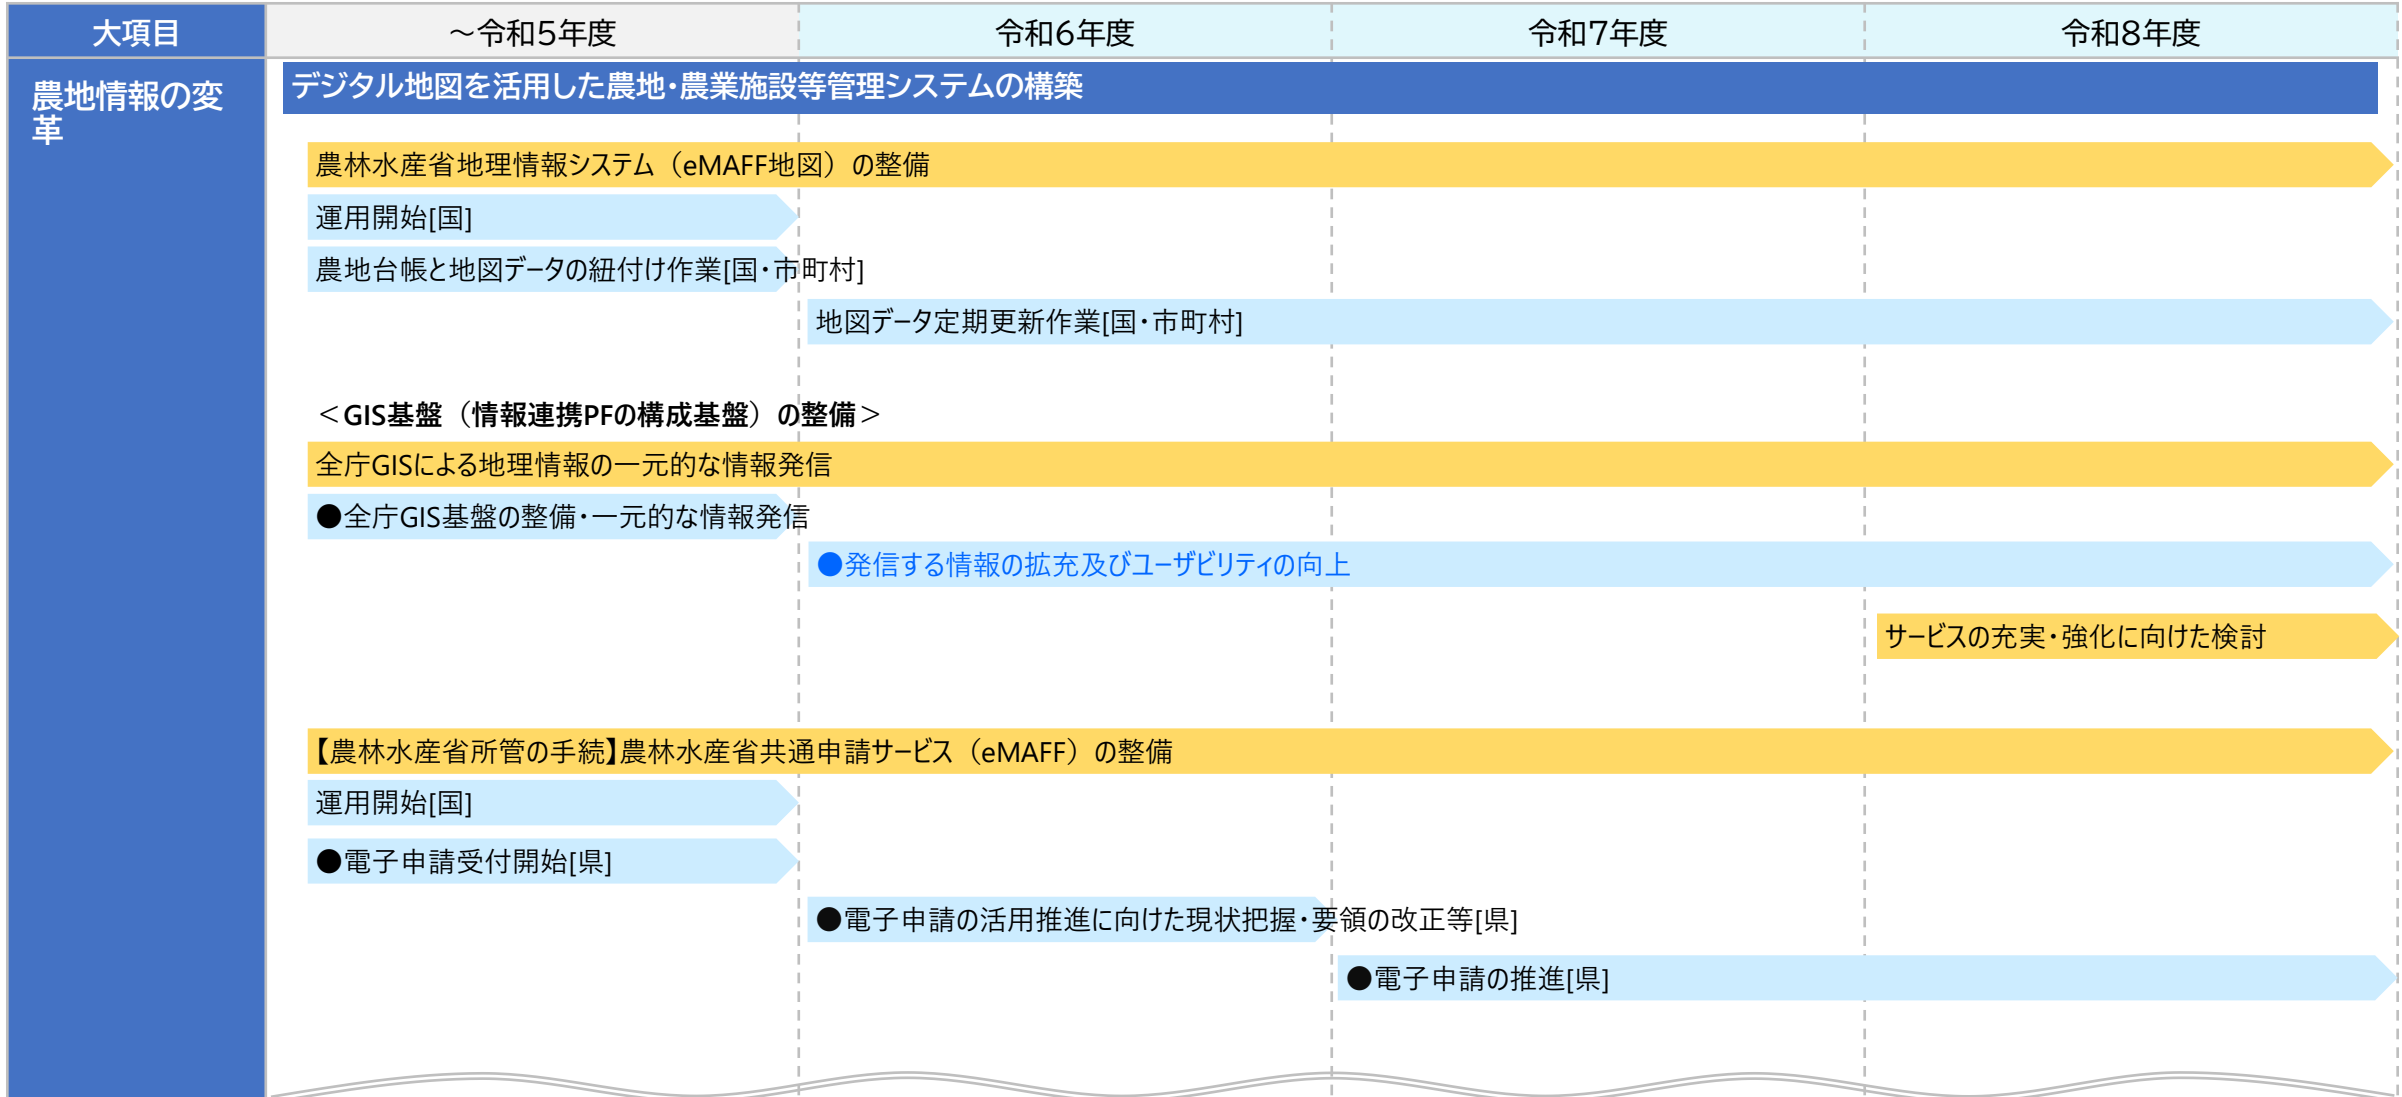 大項目
～令和5年度
令和6年度
令和7年度
令和8年度
農地情報の変
革
デジタル地図を活用した農地・農業施設等管理システムの構築
農林水産省地理情報システム（eMAFF地図）の整備
運用開始[国]
農地台帳と地図データの紐付け作業[国・市町村]
地図データ定期更新作業[国・市町村]
＜GIS基盤（情報連携PFの構成基盤）の整備＞
全庁GISによる地理情報の一元的な情報発信
●全庁GIS基盤の整備・一元的な情報発信
●発信する情報の拡充及びユーザビリティの向上
サービスの充実・強化に向けた検討
【農林水産省所管の手続】農林水産省共通申請サービス（eMAFF）の整備
運用開始[国]
●電子申請受付開始[県]
●電子申請の活用推進に向けた現状把握・要領の改正等[県]
●電子申請の推進[県]